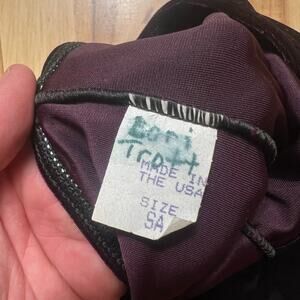 Lori
Trott
MADE IN
THE USA
SIZE
SA